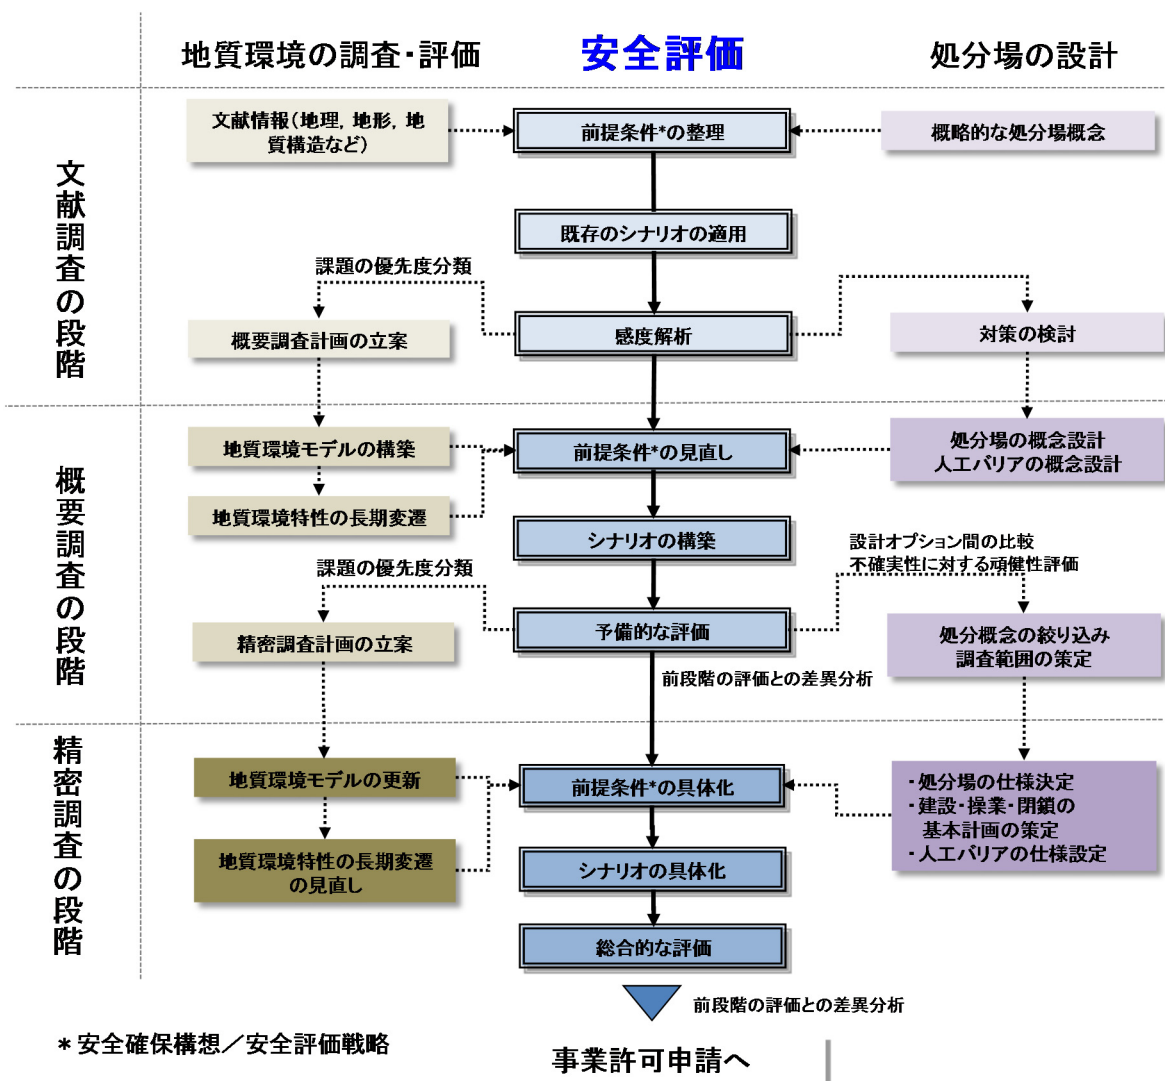 地質環境の調査・評価
安全評価
処分場の設計
文献調査の段階
文献情報(地理, 地形, 地
質構造など)
前提条件*の整理
概略的な処分場概念
既存のシナリオの適用
課題の優先度分類
概要調査計画の立案
感度解析
対策の検討
概要調査の段階
地質環境モデルの構築
前提条件*の見直し
処分場の概念設計
人工バリアの概念設計
地質環境特性の長期変遷
シナリオの構築
設計オプション間の比較
不確実性に対する頑健性評価
課題の優先度分類
精密調査計画の立案
予備的な評価
処分概念の絞り込み
調査範囲の策定
前段階の評価との差異分析
精密調査の段階
地質環境モデルの更新
前提条件*の具体化
・処分場の仕様決定
・建設・操業・閉鎖の
基本計画の策定
・人工バリアの仕様設定
地質環境特性の長期変遷
の見直し
シナリオの具体化
総合的な評価
前段階の評価との差異分析
* 安全確保構想／安全評価戦略
事業許可申請へ